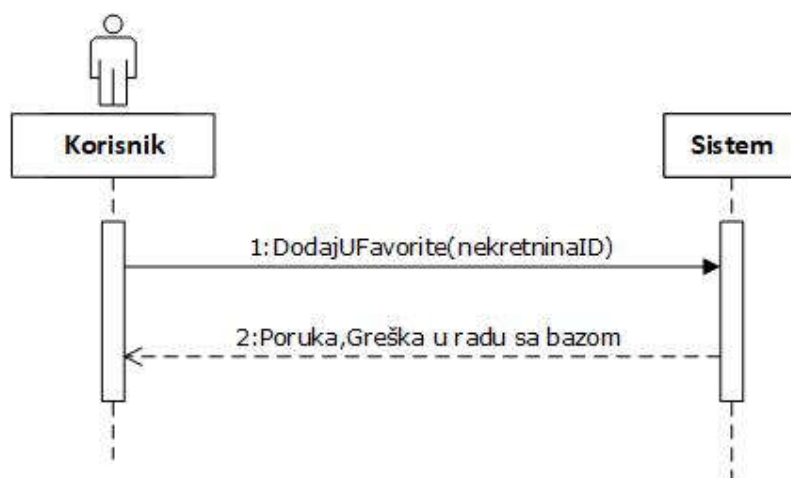 Korisnik
Sistem
1:DodajUFavorite(nekretninaID)
2:Poruka,Greška u radu sa bazom